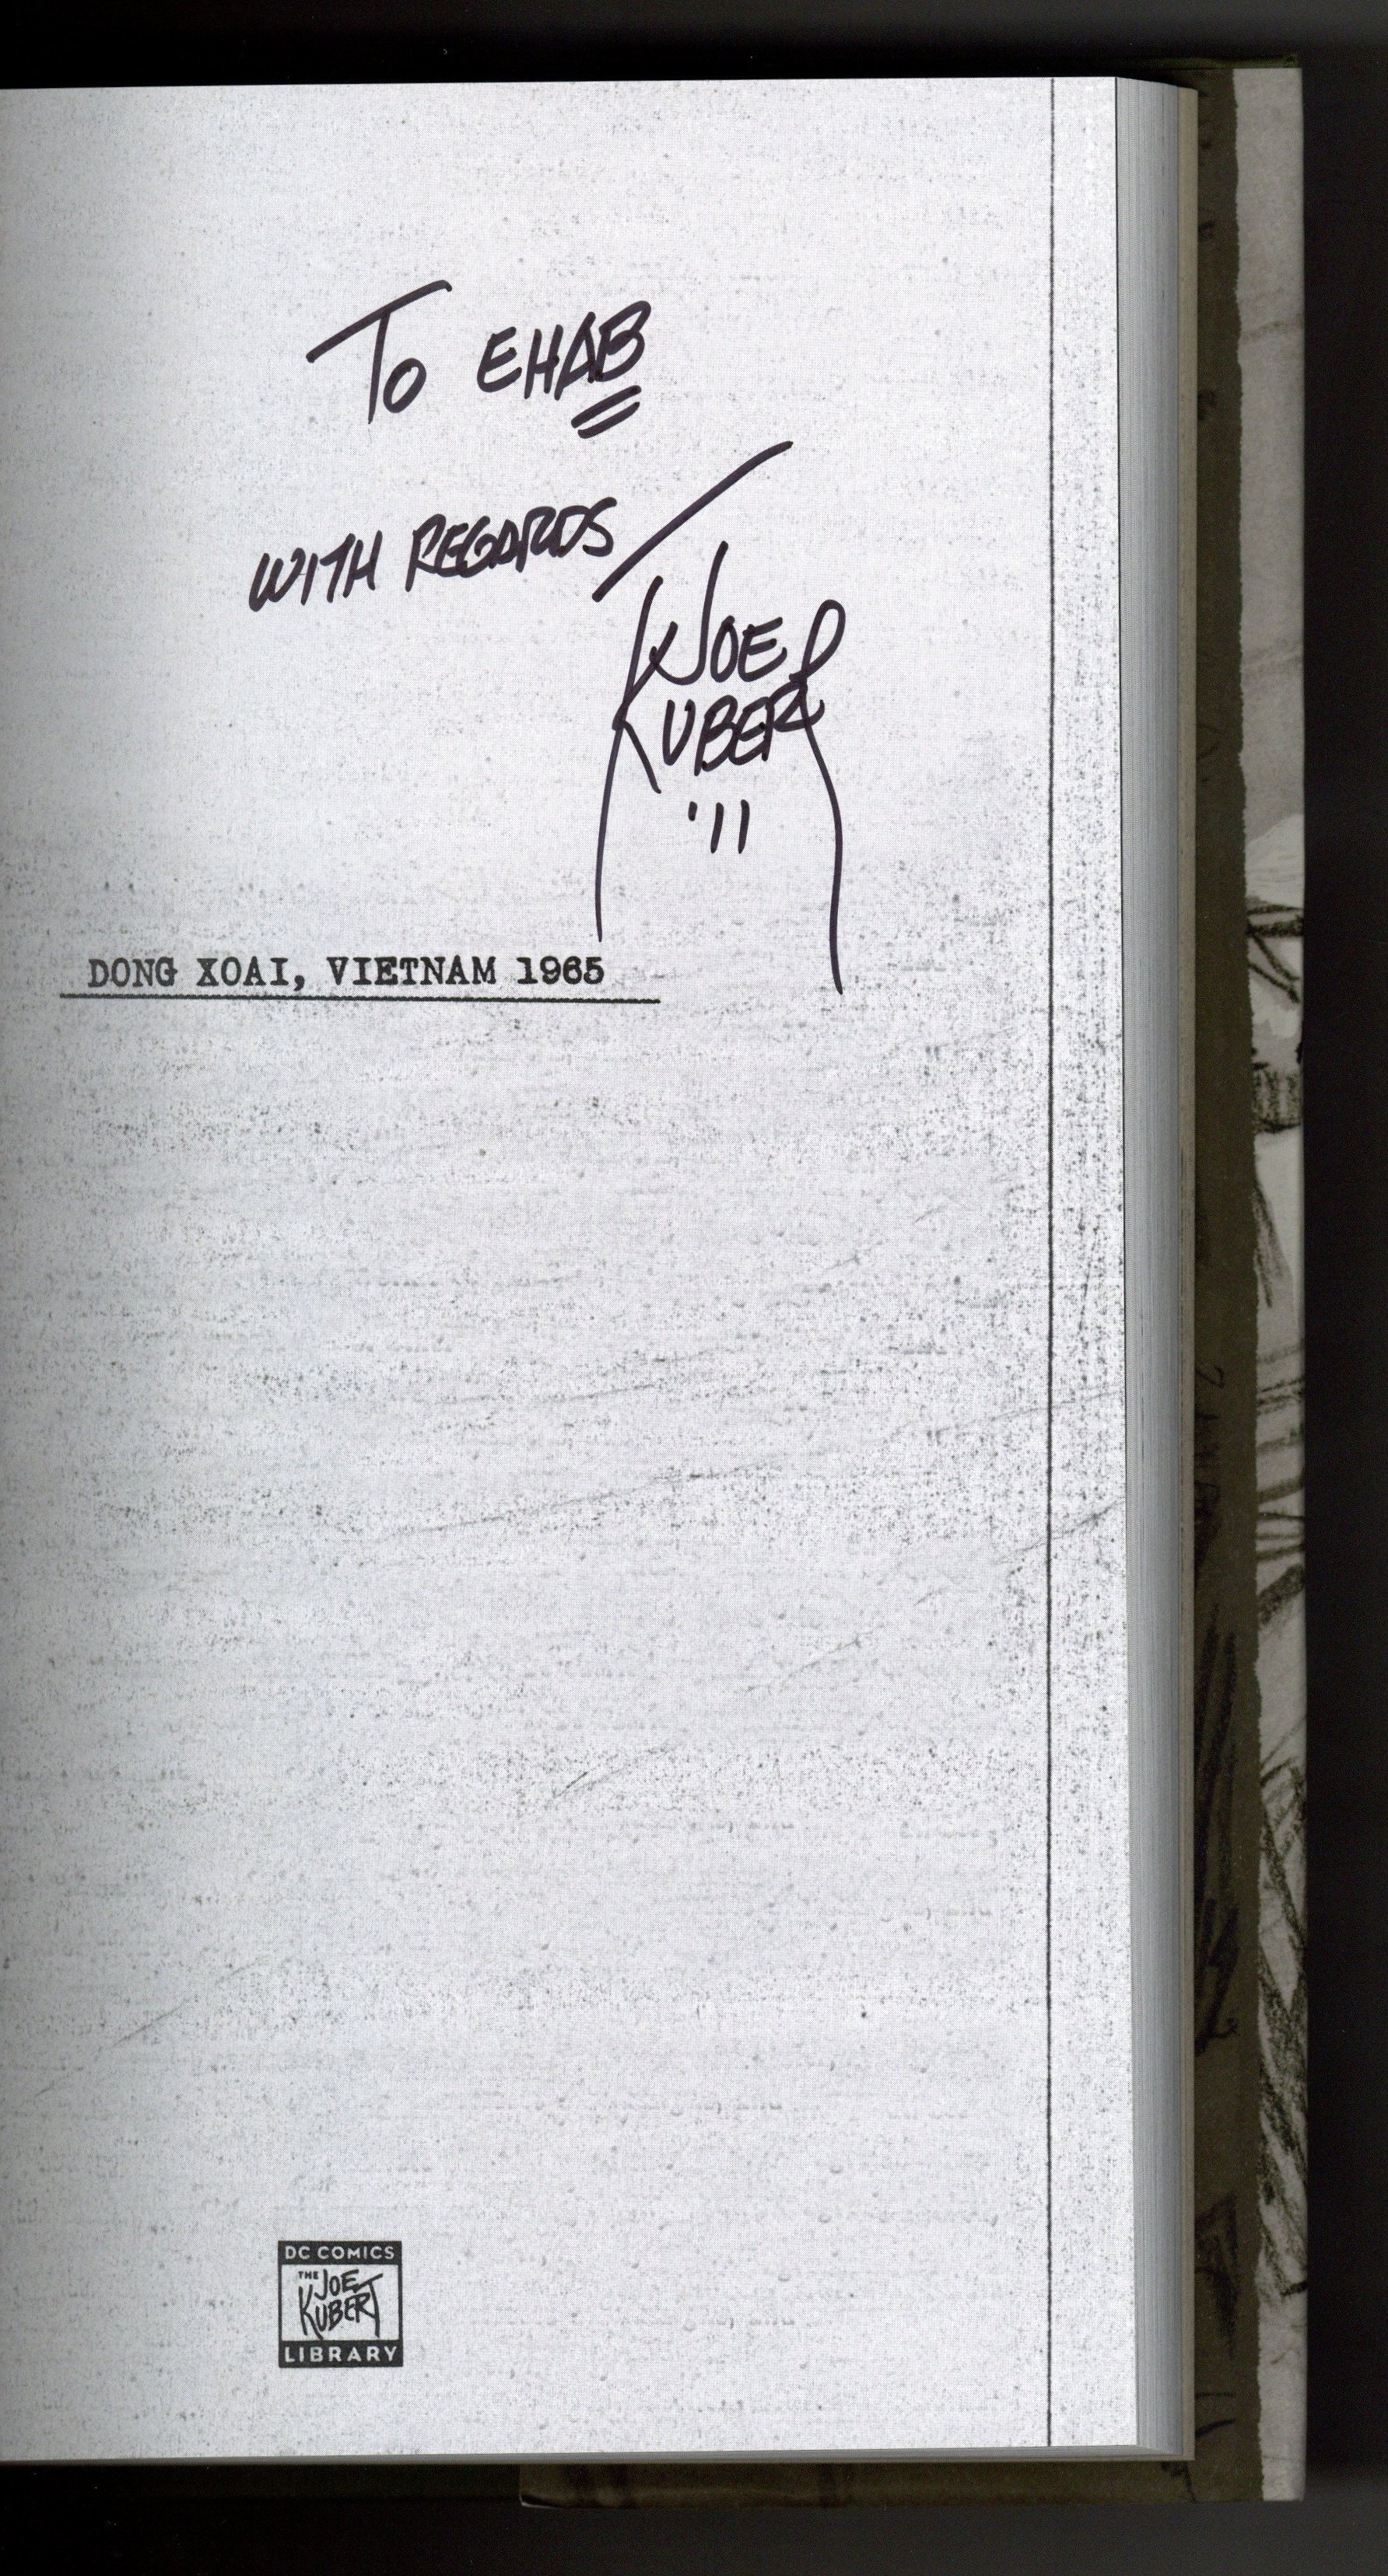 To EHAB
WITH REGARDS
JOE
KUBERT
'11
DONG XOAI, VIETNAM 1965
DC COMICS
THE JOE
KUBERT
LIBRARY